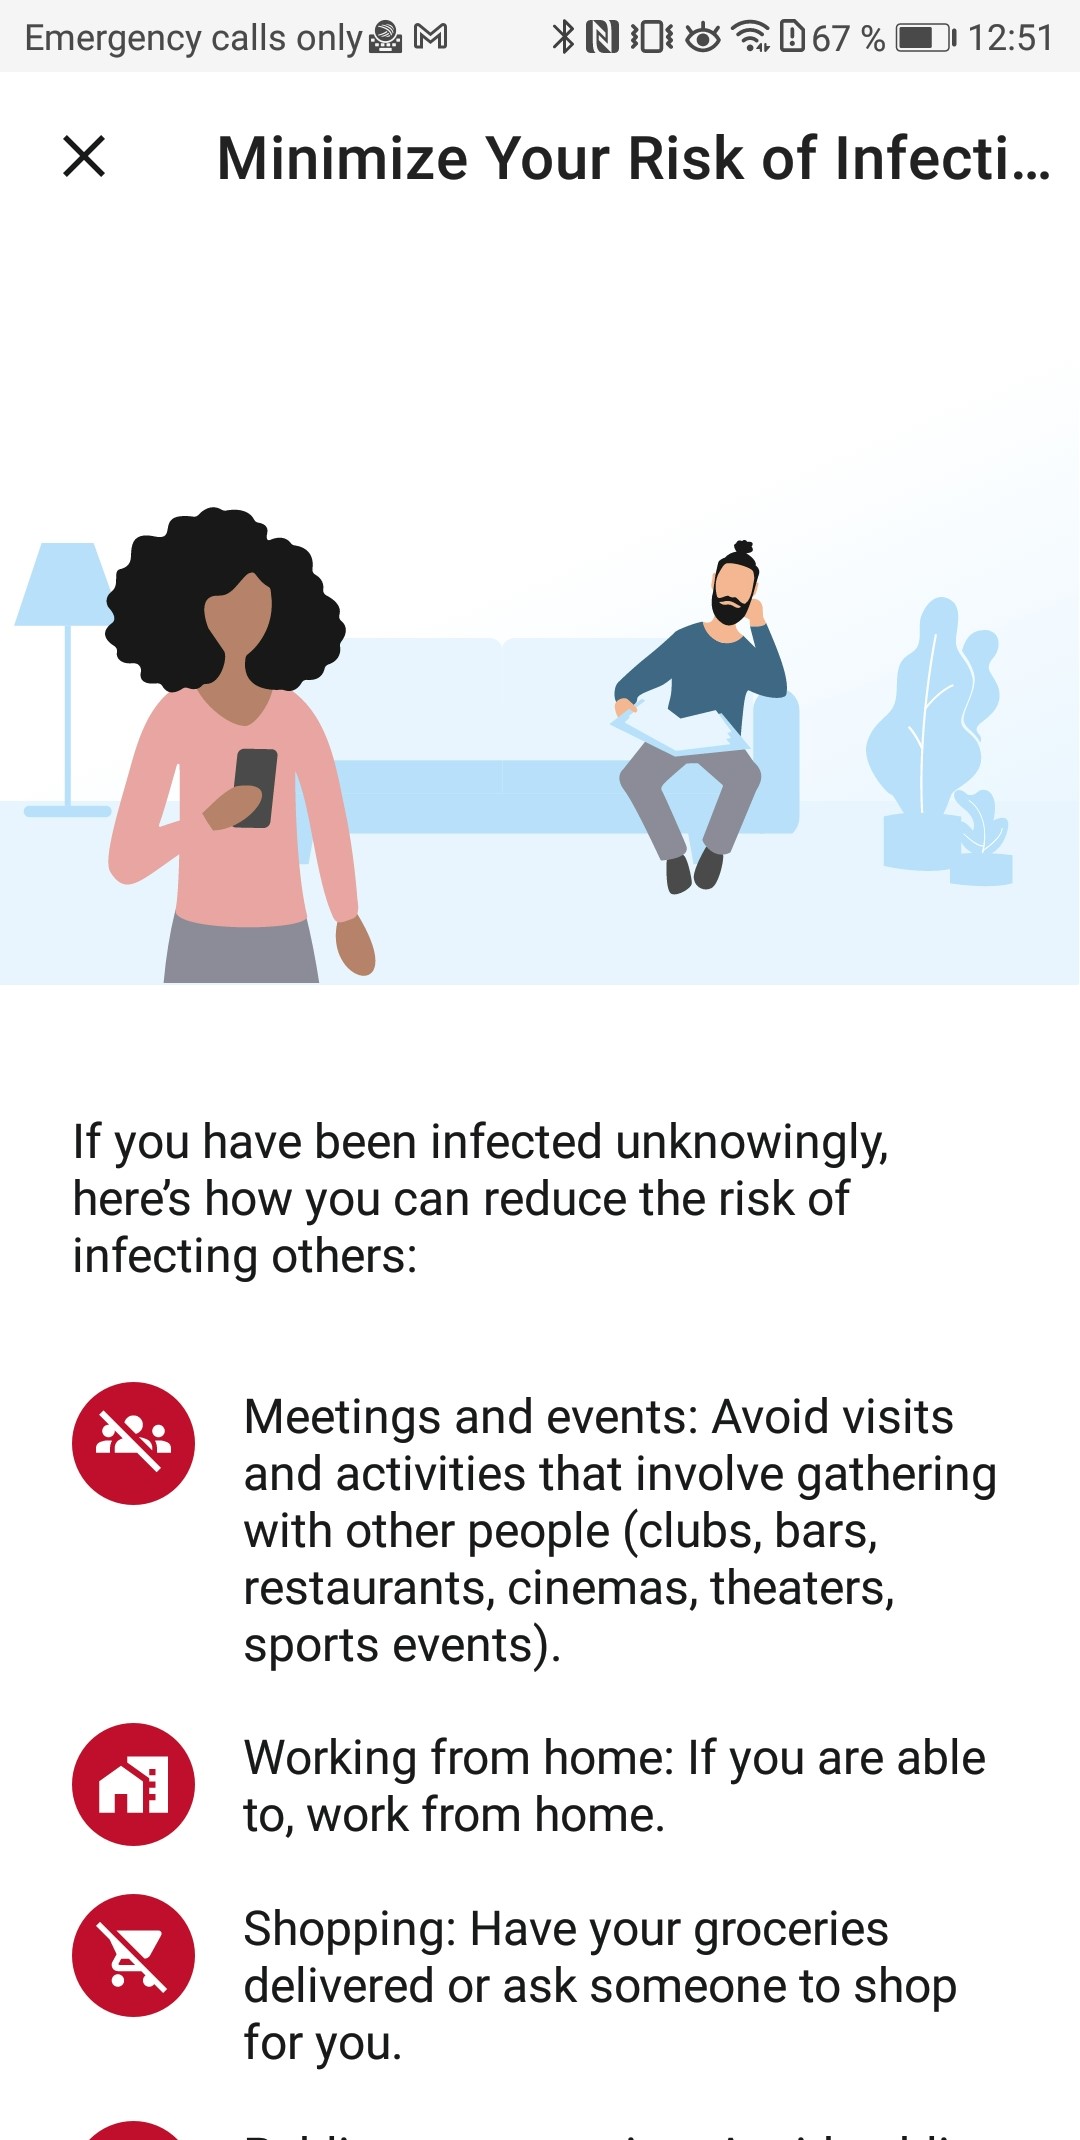 Emergency calls only 67 % 12:51
Minimize Your Risk of Infecti...
If you have been infected unknowingly,
here’s how you can reduce the risk of
infecting others:
Meetings and events: Avoid visits
and activities that involve gathering
with other people (clubs, bars,
restaurants, cinemas, theaters,
sports events).
Working from home: If you are able
to, work from home.
Shopping: Have your groceries
delivered or ask someone to shop
for you.